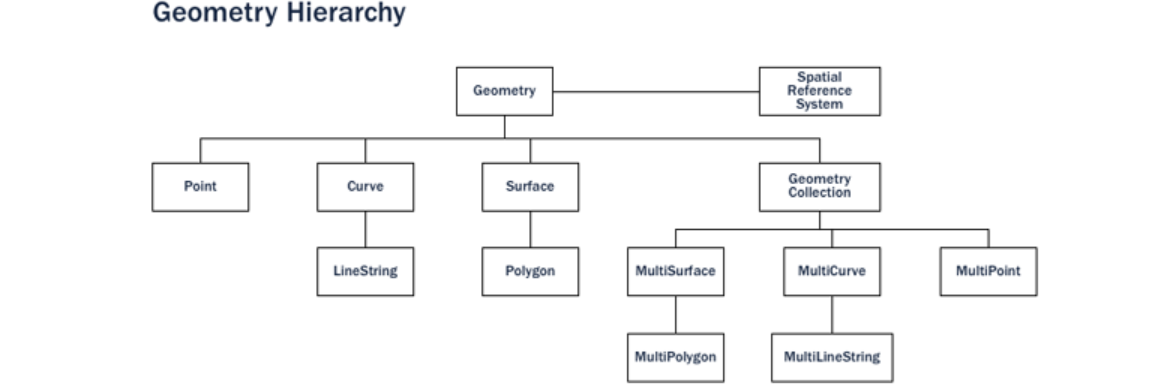 Geometry Hierarchy
Geometry
Spatial
Reference
System
Point
Curve
Surface
Geometry
Collection
LineString
Polygon
MultiSurface
MultiCurve
MultiPoint
MultiPolygon
MultiLineString